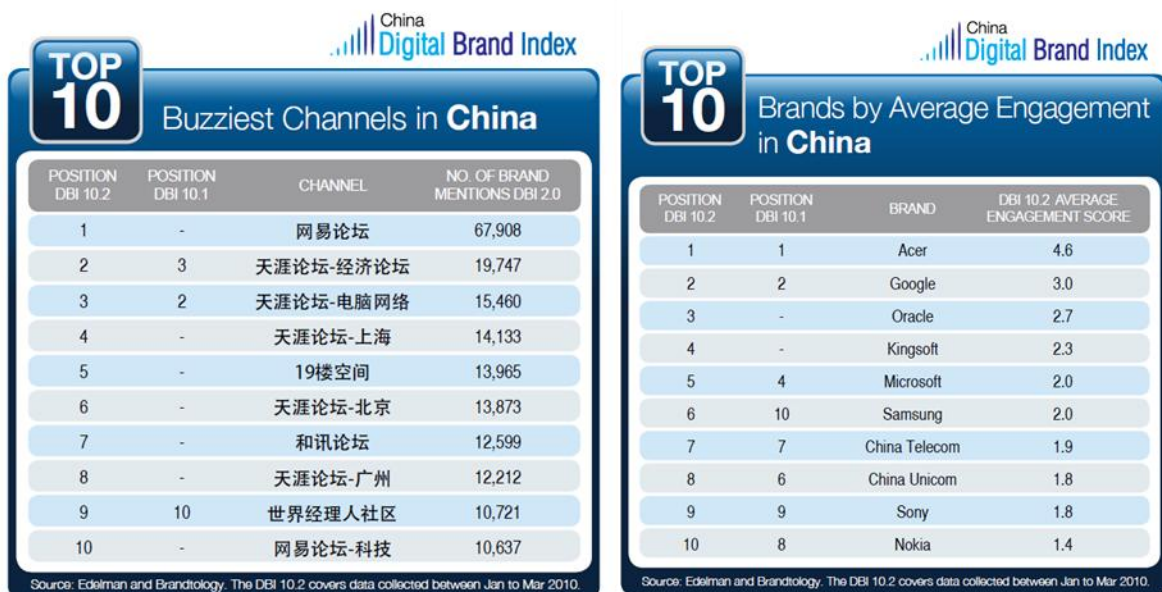 China
Digital Brand Index
TOP
10
Buzziest Channels in China
POSITION DBI 10.2 POSITION DBI 10.1 CHANNEL NO. OF BRAND MENTIONS DBI 2.0
1 - 网易论坛 67,908
2 3 天涯论坛-经济论坛 19,747
3 2 天涯论坛-电脑网络 15,460
4 - 天涯论坛-上海 14,133
5 - 19楼空间 13,965
6 - 天涯论坛-北京 13,873
7 - 和讯论坛 12,599
8 - 天涯论坛-广州 12,212
9 10 世界经理人社区 10,721
10 - 网易论坛-科技 10,637
Source: Edelman and Brandtology. The DBI 10.2 covers data collected between Jan to Mar 2010.
China
Digital Brand Index
TOP
10
Brands by Average Engagement
in China
POSITION DBI 10.2 POSITION DBI 10.1 BRAND DBI 10.2 AVERAGE ENGAGEMENT SCORE
1 1 Acer 4.6
2 2 Google 3.0
3 - Oracle 2.7
4 - Kingsoft 2.3
5 4 Microsoft 2.0
6 10 Samsung 2.0
7 7 China Telecom 1.9
8 6 China Unicom 1.8
9 9 Sony 1.8
10 8 Nokia 1.4
Source: Edelman and Brandtology. The DBI 10.2 covers data collected between Jan to Mar 2010.